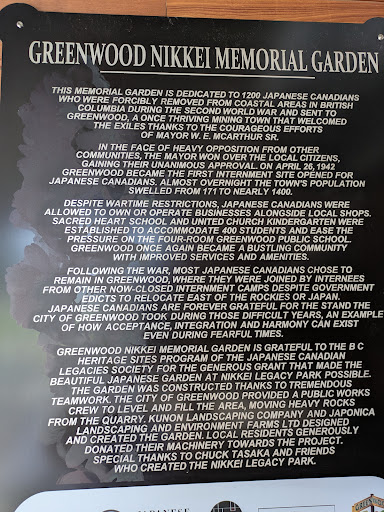 GREENWOOD NIKKEI MEMORIAL GARDEN
THIS MEMORIAL GARDEN IS DEDICATED TO 1200 JAPANESE CANADIANS
WHO WERE FORCIBLY REMOVED FROM COASTAL AREAS IN BRITISH
COLUMBIA DURING THE SECOND WORLD WAR AND SENT TO
GREENWOOD, A ONCE THRIVING MINING TOWN THAT WELCOMED
THE EXILES THANKS TO THE COURAGEOUS EFFORTS
OF MAYOR W. E. MCARTHUR SR.
IN THE FACE OF HEAVY OPPOSITION FROM OTHER
COMMUNITIES, THE MAYOR WON OVER THE LOCAL CITIZENS,
GAINING THEIR UNANIMOUS APPROVAL. ON APRIL 26, 1942
GREENWOOD BECAME THE FIRST INTERNMENT SITE OPENED FOR
JAPANESE CANADIANS. ALMOST OVERNIGHT THE TOWN'S POPULATION
SWELLED FROM 171 TO NEARLY 1400.
DESPITE WARTIME RESTRICTIONS, JAPANESE CANADIANS WERE
ALLOWED TO OWN OR OPERATE BUSINESSES ALONGSIDE LOCAL SHOPS.
SACRED HEART SCHOOL AND UNITED CHURCH KINDERGARTEN WERE
ESTABLISHED TO ACCOMMODATE 400 STUDENTS AND EASE THE
PRESSURE ON THE FOUR-ROOM GREENWOOD PUBLIC SCHOOL.
GREENWOOD ONCE AGAIN BECAME A BUSTLING COMMUNITY
WITH IMPROVED SERVICES AND AMENITIES.
FOLLOWING THE WAR, MOST JAPANESE CANADIANS CHOSE TO
REMAIN IN GREENWOOD, WHERE THEY WERE JOINED BY INTERNEES
FROM OTHER NOW-CLOSED INTERNMENT CAMPS DESPITE GOVERNMENT
EDICTS TO RELOCATE EAST OF THE ROCKIES OR JAPAN.
JAPANESE CANADIANS ARE FOREVER GRATEFUL FOR THE STAND THE
CITY OF GREENWOOD TOOK DURING THOSE DIFFICULT YEARS, AN EXAMPLE
OF HOW ACCEPTANCE, INTEGRATION AND HARMONY CAN EXIST
EVEN DURING FEARFUL TIMES.
GREENWOOD NIKKEI MEMORIAL GARDEN IS GRATEFUL TO THE B C
HERITAGE SITES PROGRAM OF THE JAPANESE CANADIAN
LEGACIES SOCIETY FOR THE GENEROUS GRANT THAT MADE THE
BEAUTIFUL JAPANESE GARDEN AT NIKKEI LEGACY PARK POSSIBLE.
THE GARDEN WAS CONSTRUCTED THANKS TO TREMENDOUS
TEAMWORK. THE CITY OF GREENWOOD PROVIDED A PUBLIC WORKS
CREW TO LEVEL AND FILL THE AREA, MOVING HEAVY ROCKS
FROM THE QUARRY. KUNON LANDSCAPING COMPANY AND JAPONICA
LANDSCAPING AND ENVIRONMENT FARMS LTD DESIGNED
AND CREATED THE GARDEN. LOCAL RESIDENTS GENEROUSLY
DONATED THEIR MACHINERY TOWARDS THE PROJECT.
SPECIAL THANKS TO CHUCK TASAKA AND FRIENDS
WHO CREATED THE NIKKEI LEGACY PARK.